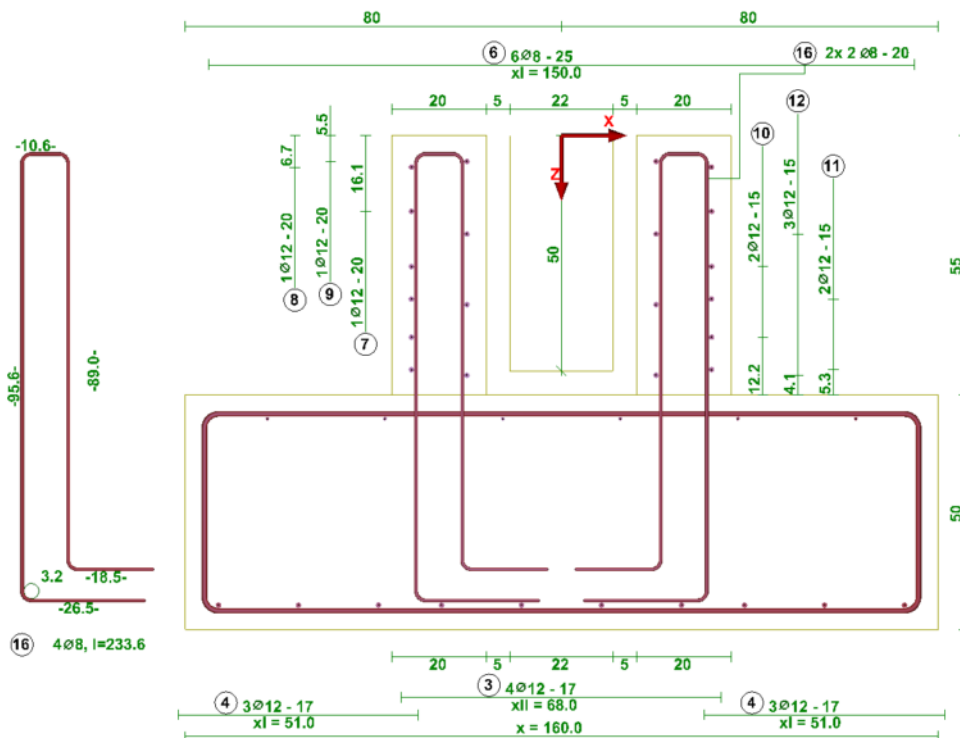 80
80
6
6Ø8 - 25
xl = 150.0
16
2x 2 Ø8 - 20
20
5
22
5
20
12
10
11
X
Z
-10.6-
6.7
5.5
16.1
1Ø12 - 20
1Ø12 - 20
1Ø12 - 20
8
9
7
50
2Ø12 - 15
3Ø12 - 15
2Ø12 - 15
12.2
4.1
5.3
55
50
-95.6-
-89.0-
3.2
-18.5-
-26.5-
16
4Ø8, l=233.6
20
5
22
5
20
3
4Ø12 - 17
xll = 68.0
4
3Ø12 - 17
xl = 51.0
4
3Ø12 - 17
xl = 51.0
x = 160.0